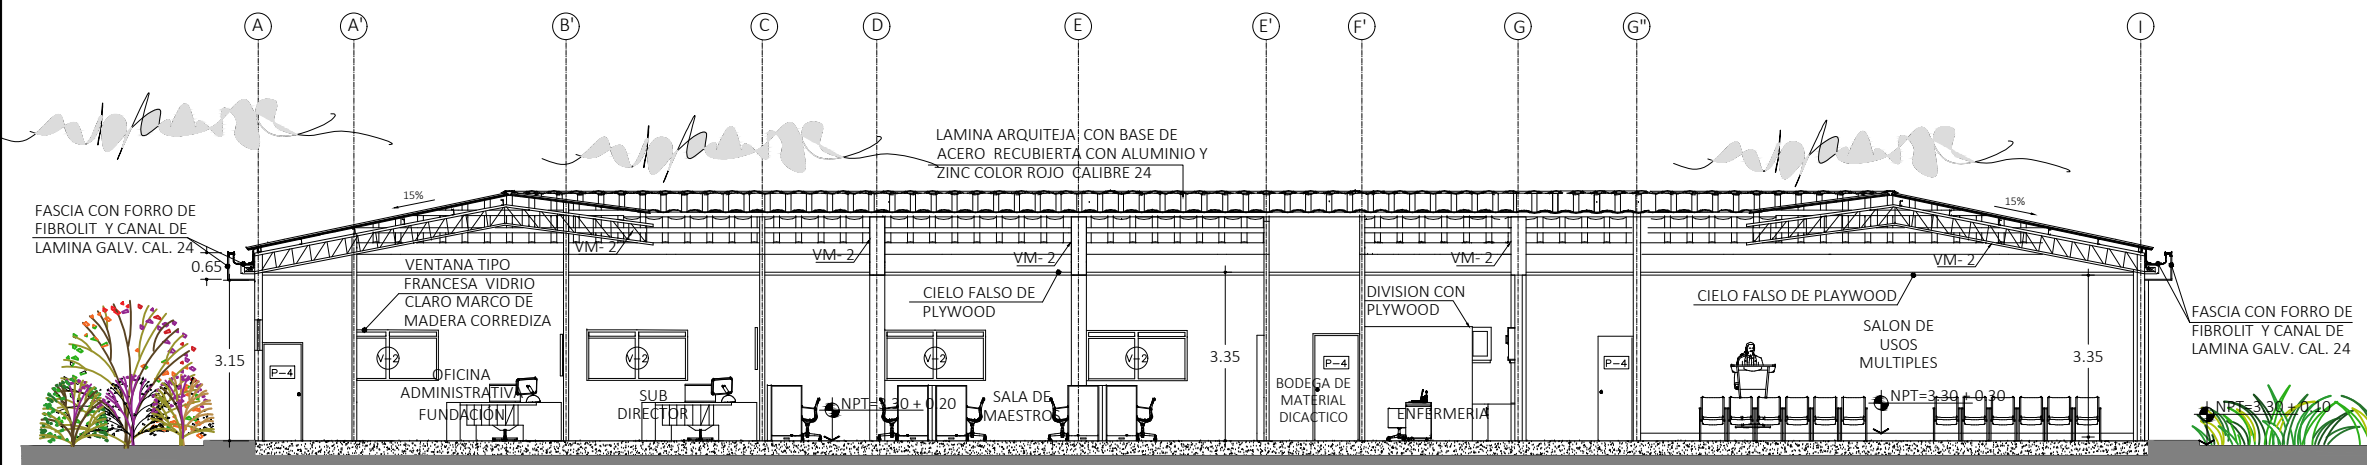 A
A'
B'
C
D
E
E'
F'
G
G"
I
LAMINA ARQUITEJA CON BASE DE
ACERO RECUBIERTA CON ALUMINIO Y
ZINC COLOR ROJO CALIBRE 24
15%
15%
FASCIA CON FORRO DE
FIBROLIT Y CANAL DE
LAMINA GALV. CAL. 24
0.65
VM- 2
VM- 2
VM- 2
VM- 2
VM- 2
VENTANA TIPO
FRANCESA VIDRIO
CLARO MARCO DE
MADERA CORREDIZA
CIELO FALSO DE
PLYWOOD
DIVISION CON
PLYWOOD
CIELO FALSO DE PLAYWOOD
FASCIA CON FORRO DE
FIBROLIT Y CANAL DE
LAMINA GALV. CAL. 24
SALON DE
USOS
MULTIPLES
3.15
3.35
3.35
P-4
V-2
V-2
V-2
V-2
P-4
P-4
OFICINA
ADMINISTRATIVA
FUNDACION
SUB
DIRECTOR
NPT=3.30 + 0.20
SALA DE
MAESTROS
BODEGA DE
MATERIAL
DICACTICO
ENFERMERIA
NPT=3.30 + 0.30
NPT=3.30 + 0.10